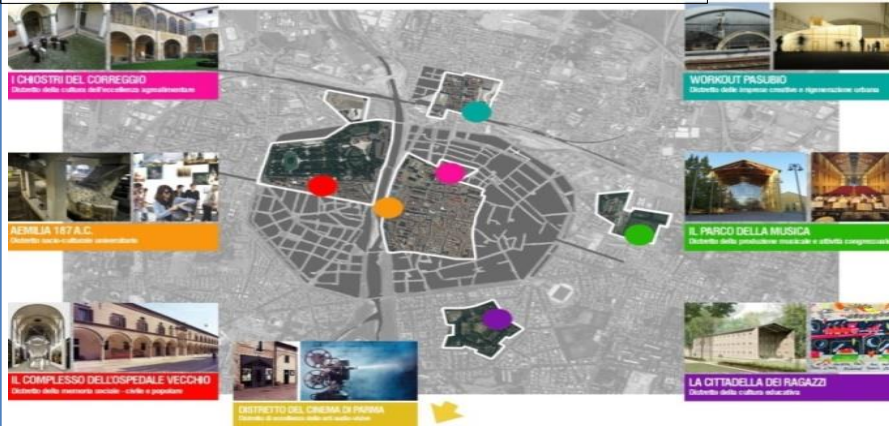 I CHIOSTRI DEL CORREGGIO
Distretto della cultura dell'eccellenza agroalimentare
WORKOUT PASUBIO
Distretto delle imprese creative e rigenerazione urbana
AEMILIA 187 A.C.
Distretto socio-culturale universitario
IL PARCO DELLA MUSICA
Distretto della produzione musicale e attività congressuale
IL COMPLESSO DELL'OSPEDALE VECCHIO
Distretto della memoria sociale - civile e popolare
DISTRETTO DEL CINEMA DI PARMA
Distretto di eccellenza nelle arti audio-visive
LA CITTADELLA DEI RAGAZZI
Distretto della cultura educativa